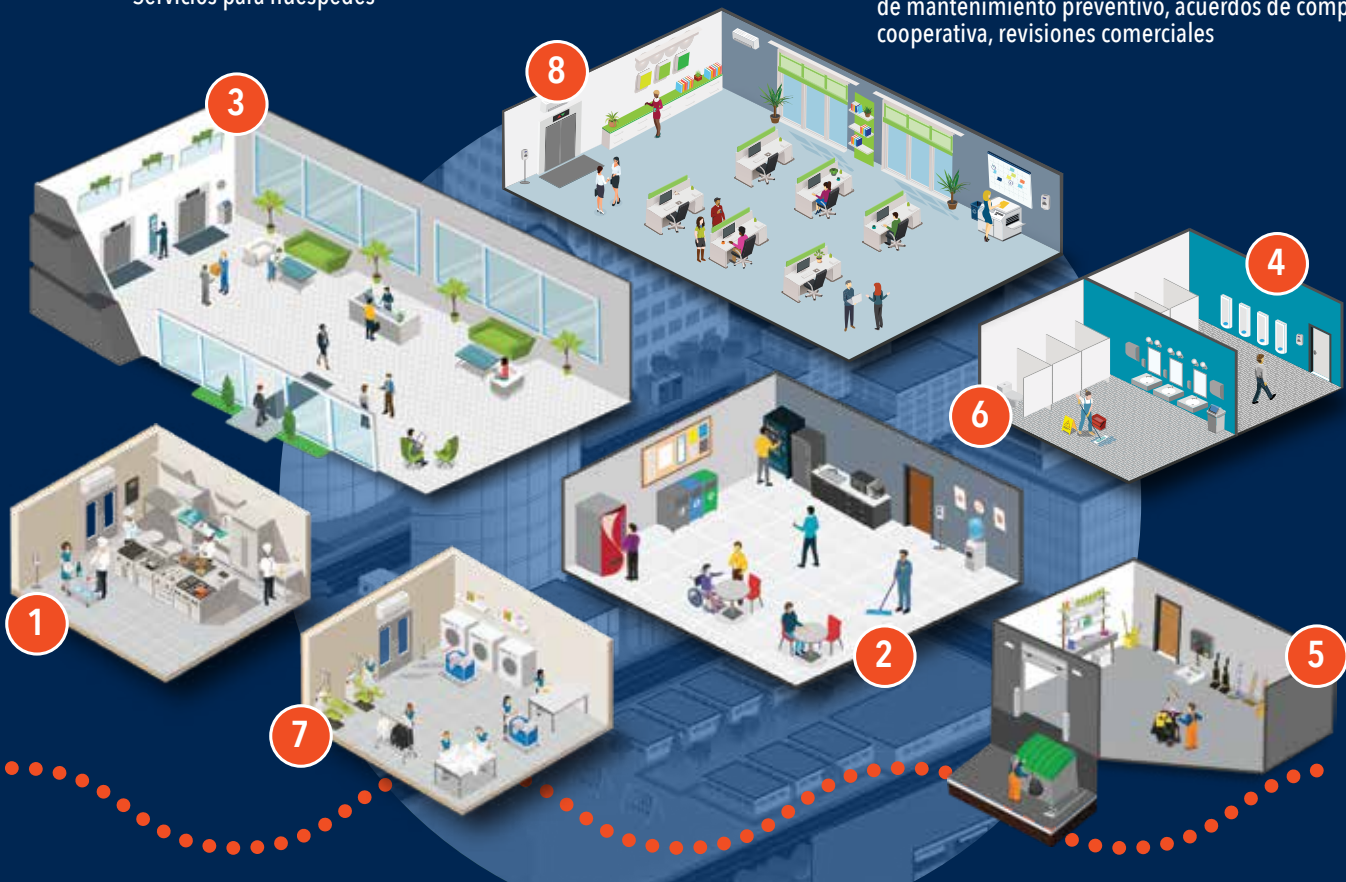 Servicios para huéspedes
de mantenimiento preventivo, acuerdos de comp
cooperativa, revisiones comerciales
8
3
4
6
1
2
5
7